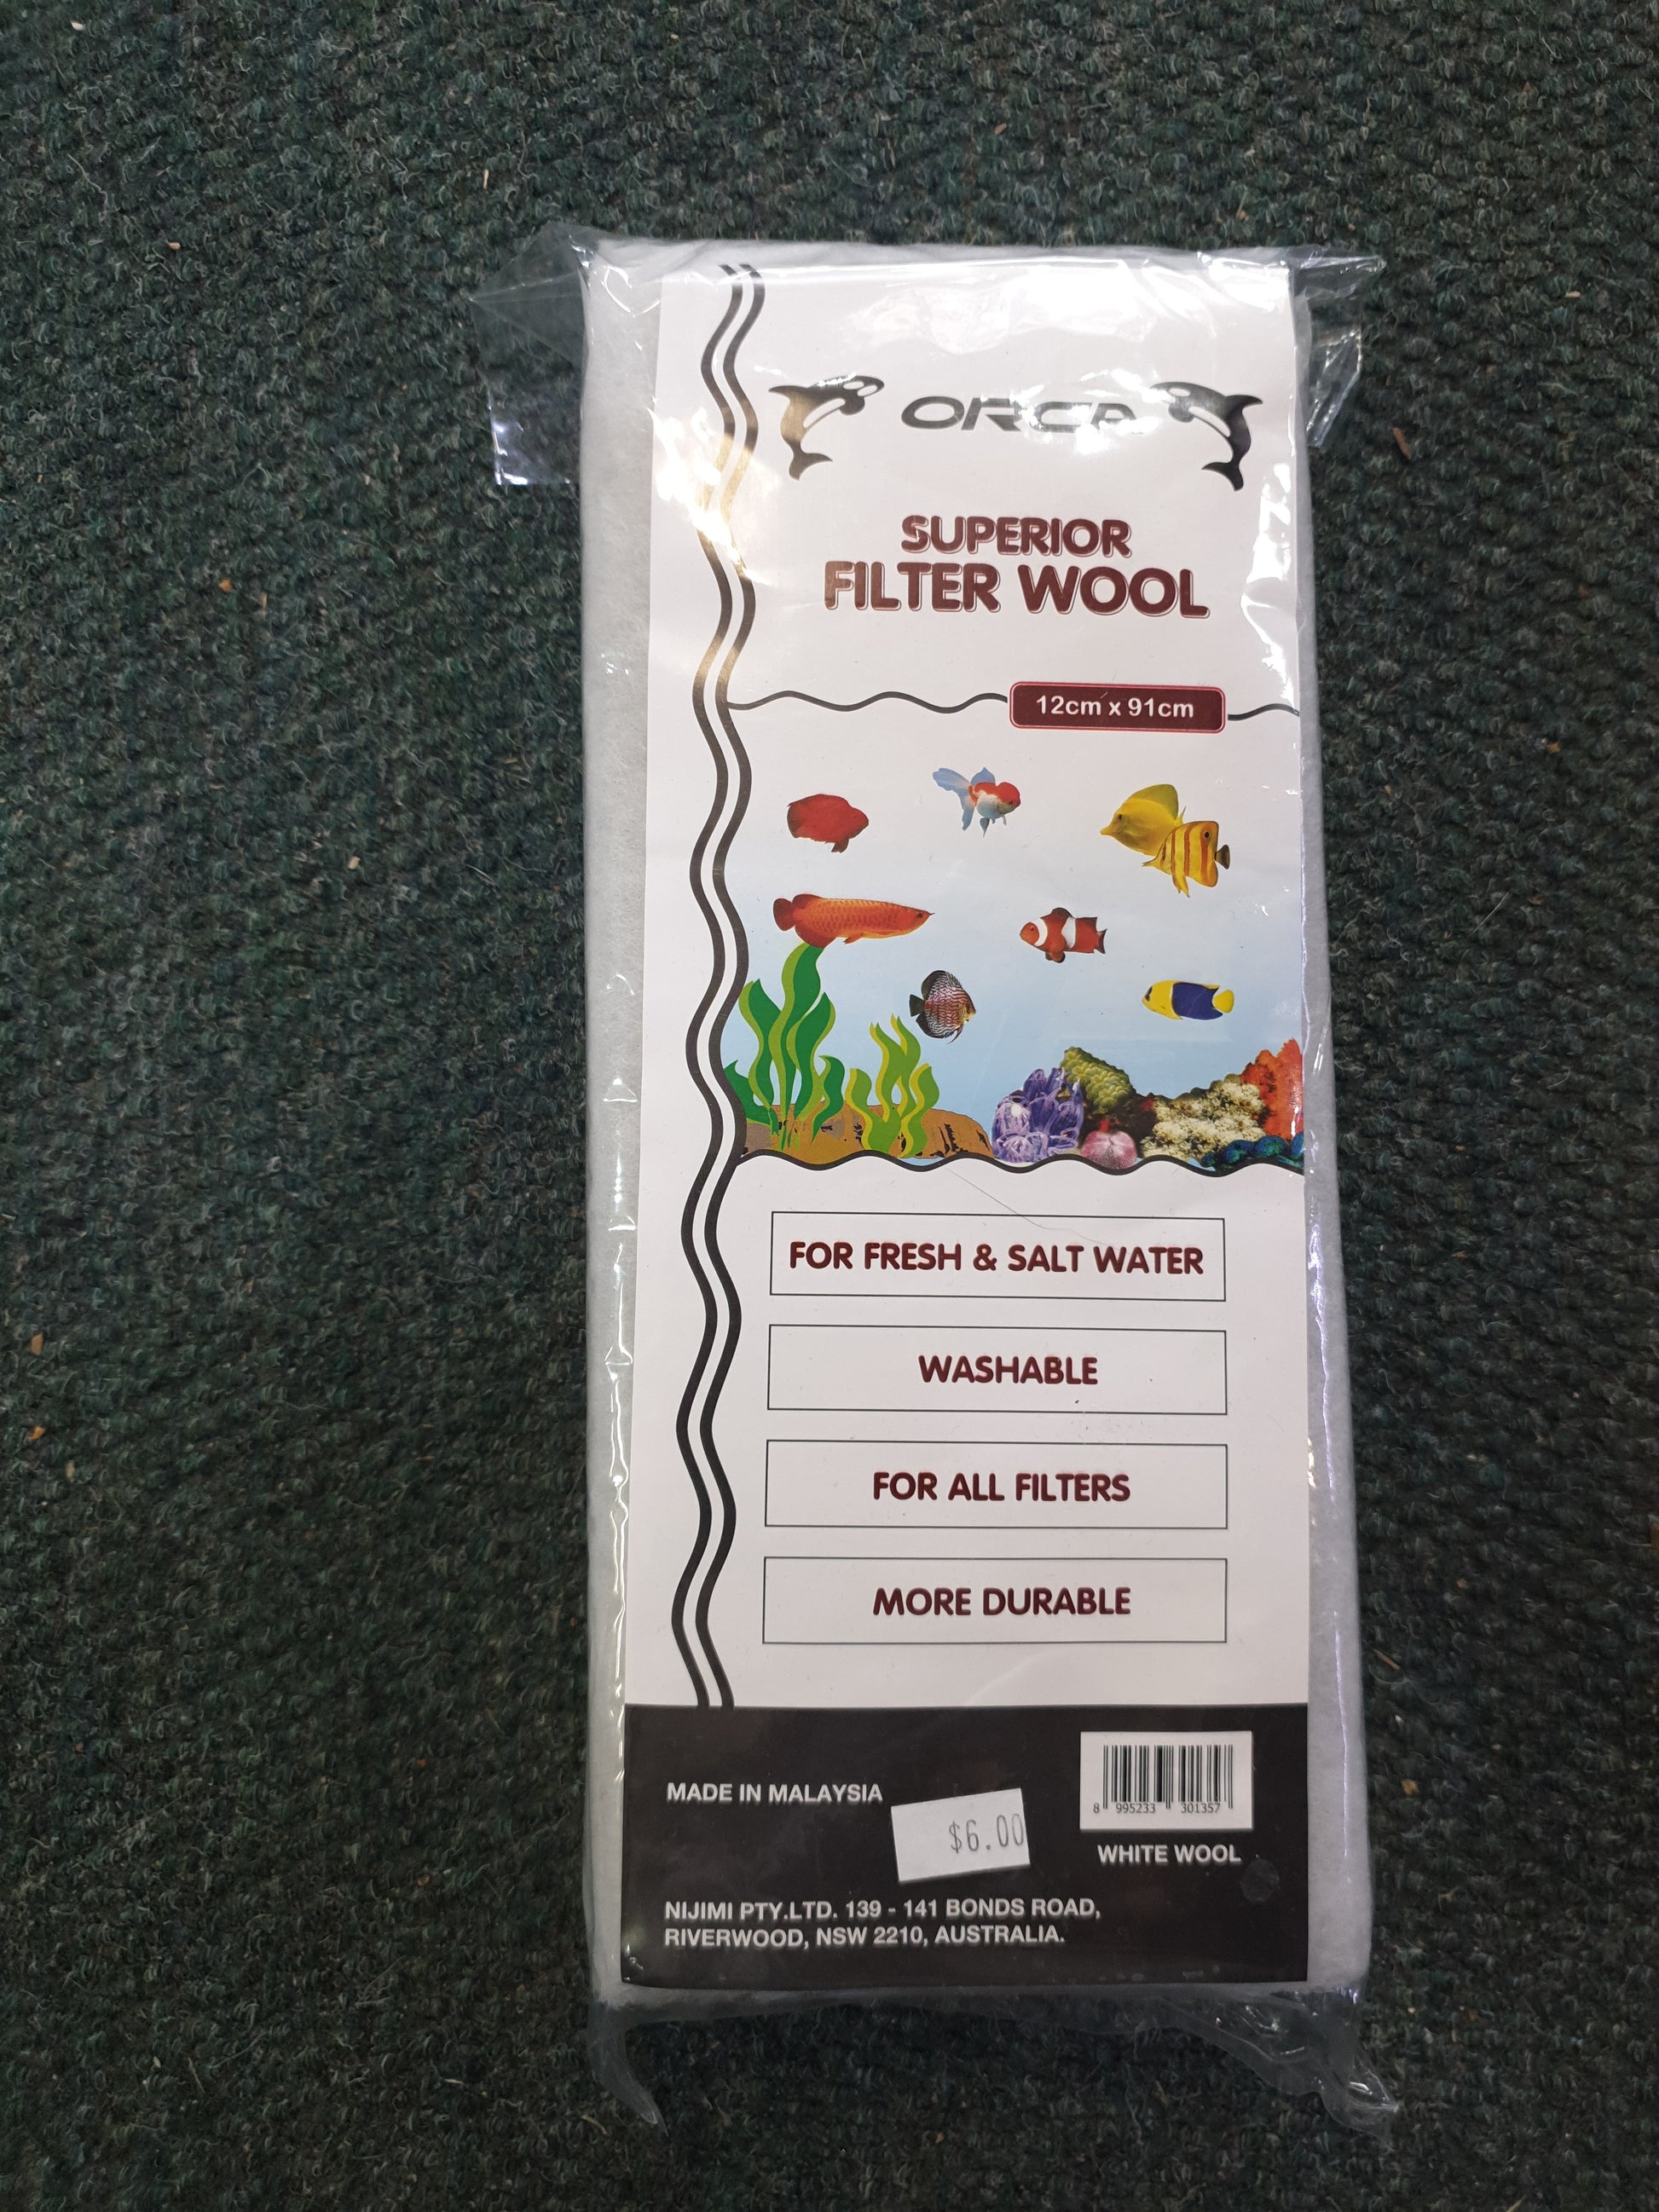 ORCA
SUPERIOR
FILTER WOOL
12cm x 91cm
FOR FRESH & SALT WATER
WASHABLE
FOR ALL FILTERS
MORE DURABLE
MADE IN MALAYSIA
$6.00
8 995233 301357
WHITE WOOL
NIJIMI PTY.LTD. 139 - 141 BONDS ROAD,
RIVERWOOD, NSW 2210, AUSTRALIA.